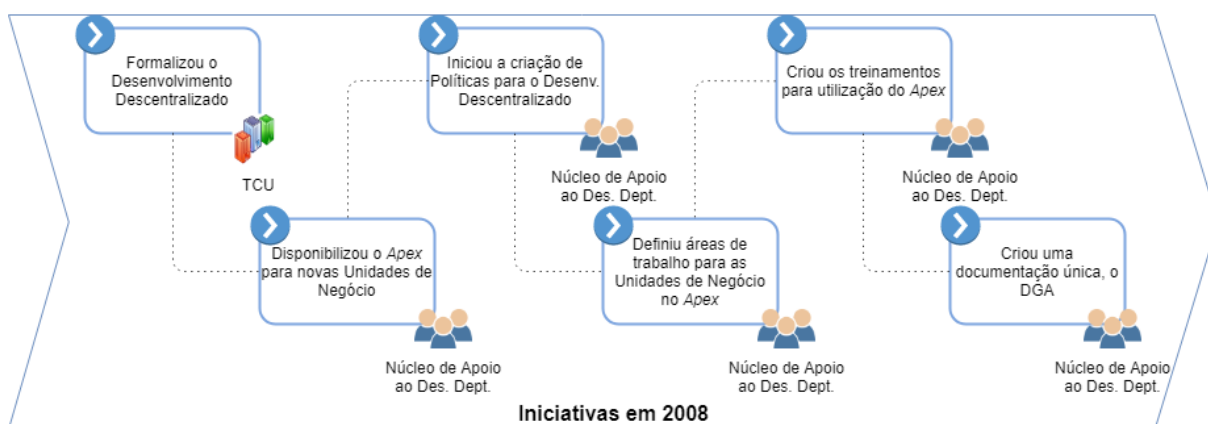 Formalizou o
Desenvolvimento
Descentralizado
TCU
Disponibilizou o Apex
para novas Unidades de
Negócio
Núcleo de Apoio
ao Des. Dept.
Iniciou a criação de
Políticas para o Desenv.
Descentralizado
Núcleo de Apoio
ao Des. Dept.
Definiu áreas de
trabalho para as
Unidades de Negócio
no Apex
Núcleo de Apoio
ao Des. Dept.
Criou os treinamentos
para utilização do Apex
Núcleo de Apoio
ao Des. Dept.
Criou uma
documentação única, o
DGA
Núcleo de Apoio
ao Des. Dept.
Iniciativas em 2008